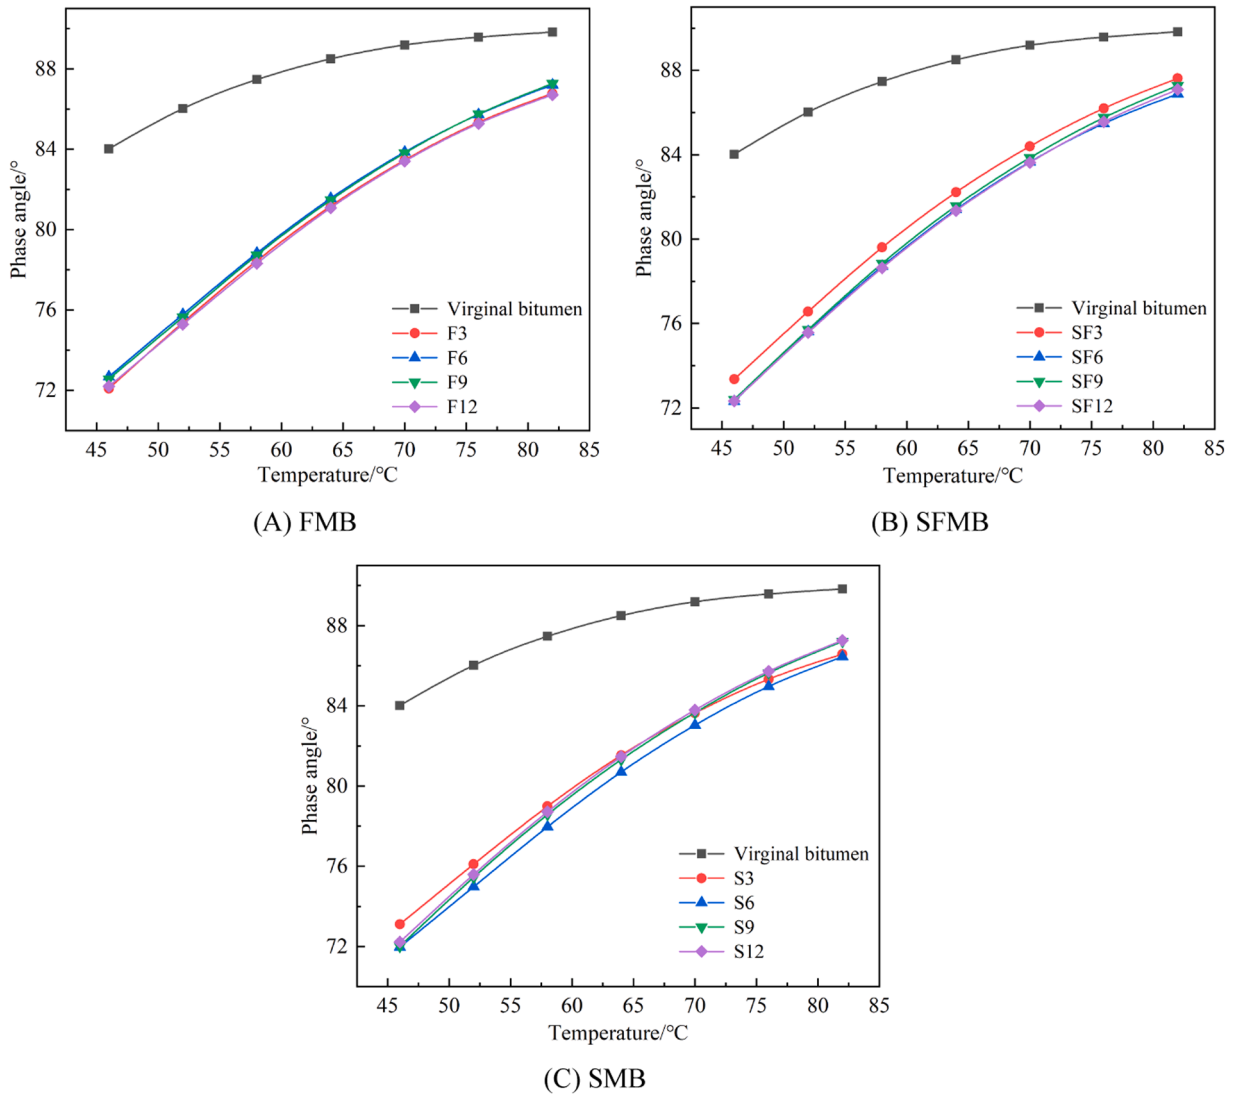 Phase angle/°
88
84
80
76
72
Virginal bitumen
F3
F6
F9
F12
45 50 55 60 65 70 75 80 85
Temperature/℃
(A) FMB
Phase angle/°
88
84
80
76
72
Virginal bitumen
SF3
SF6
SF9
SF12
45 50 55 60 65 70 75 80 85
Temperature/℃
(B) SFMB
Phase angle/°
88
84
80
76
72
Virginal bitumen
S3
S6
S9
S12
45 50 55 60 65 70 75 80 85
Temperature/℃
(C) SMB